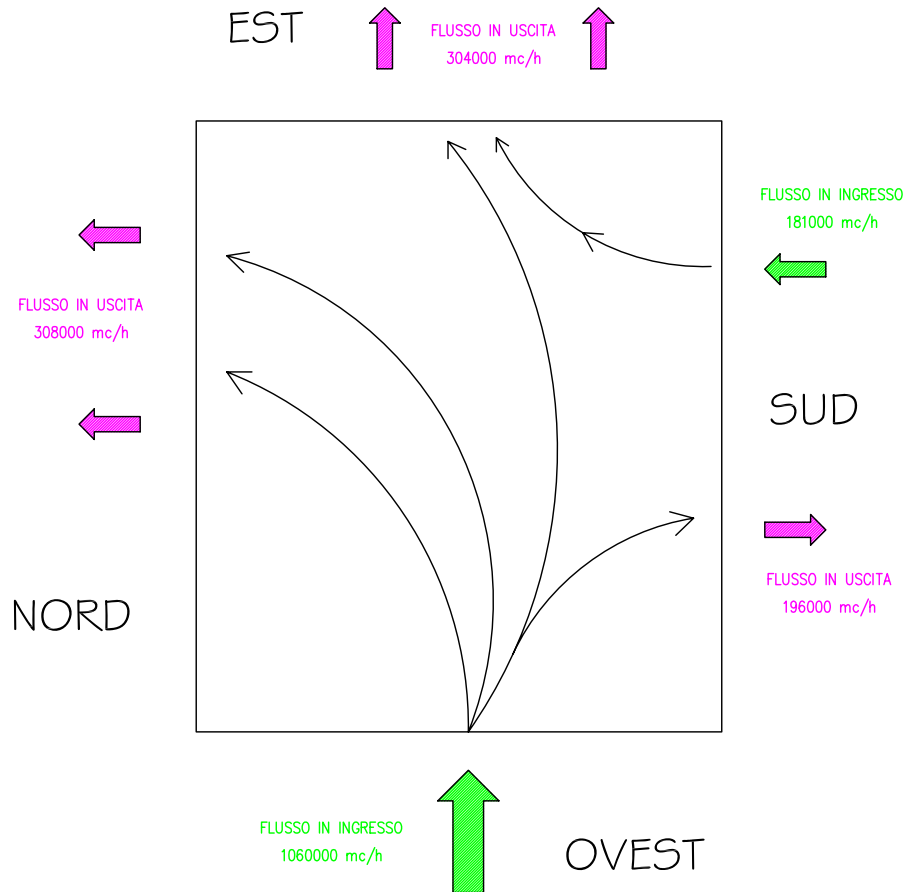 EST
FLUSSO IN USCITA
304000 mc/h
FLUSSO IN INGRESSO
181000 mc/h
FLUSSO IN USCITA
308000 mc/h
SUD
FLUSSO IN USCITA
196000 mc/h
NORD
FLUSSO IN INGRESSO
1060000 mc/h
OVEST